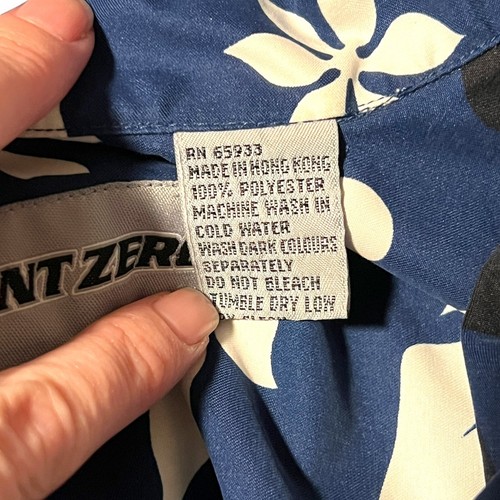 RN 65933
MADE IN HONG KONG
100% POLYESTER
MACHINE WASH IN
COLD WATER
WASH DARK COLOURS
SEPARATELY
DO NOT BLEACH
TUMBLE DRY LOW
NT ZER